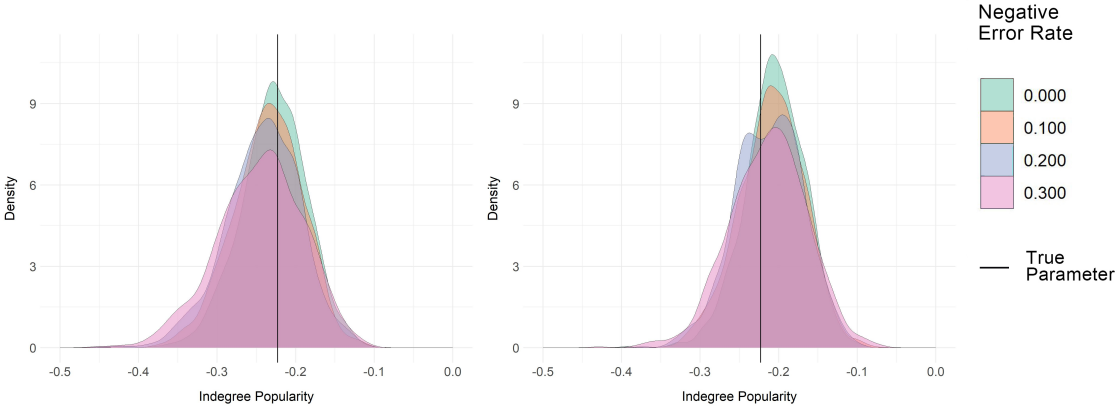 Negative
Error Rate
0.000
0.100
0.200
0.300
True
Parameter
Density
9
6
3
0
-0.5 -0.4 -0.3 -0.2 -0.1 0.0
Indegree Popularity
Density
9
6
3
0
-0.5 -0.4 -0.3 -0.2 -0.1 0.0
Indegree Popularity